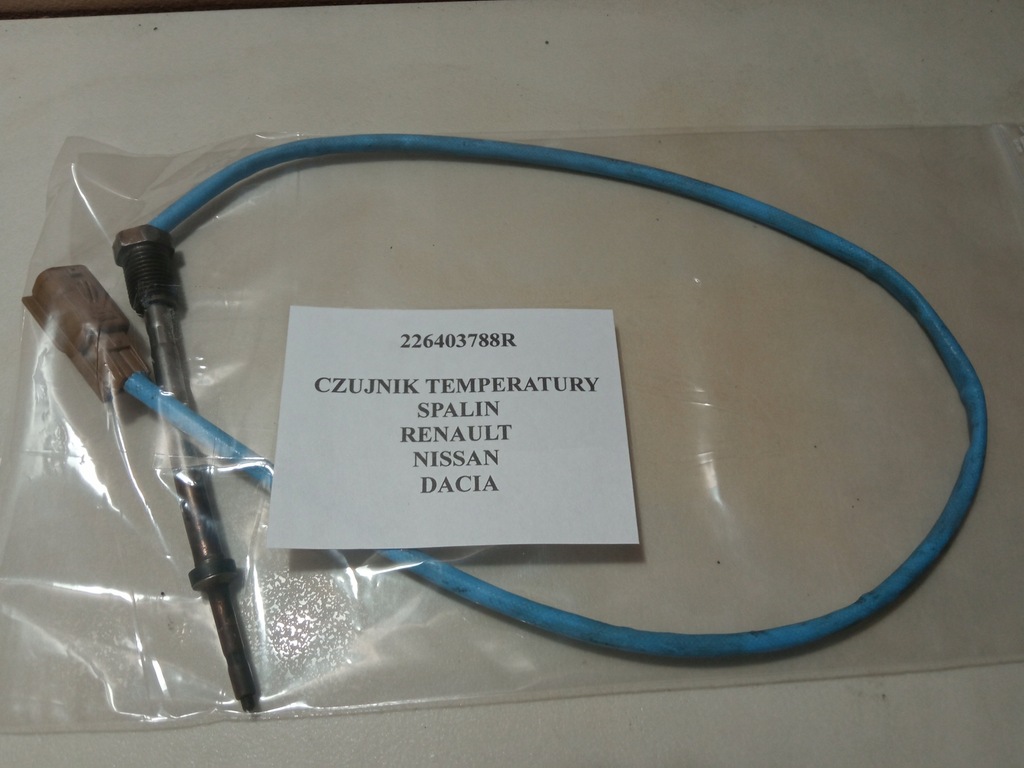 226403788R
CZUJNIK TEMPERATURY
SPALIN
RENAULT
NISSAN
DACIA